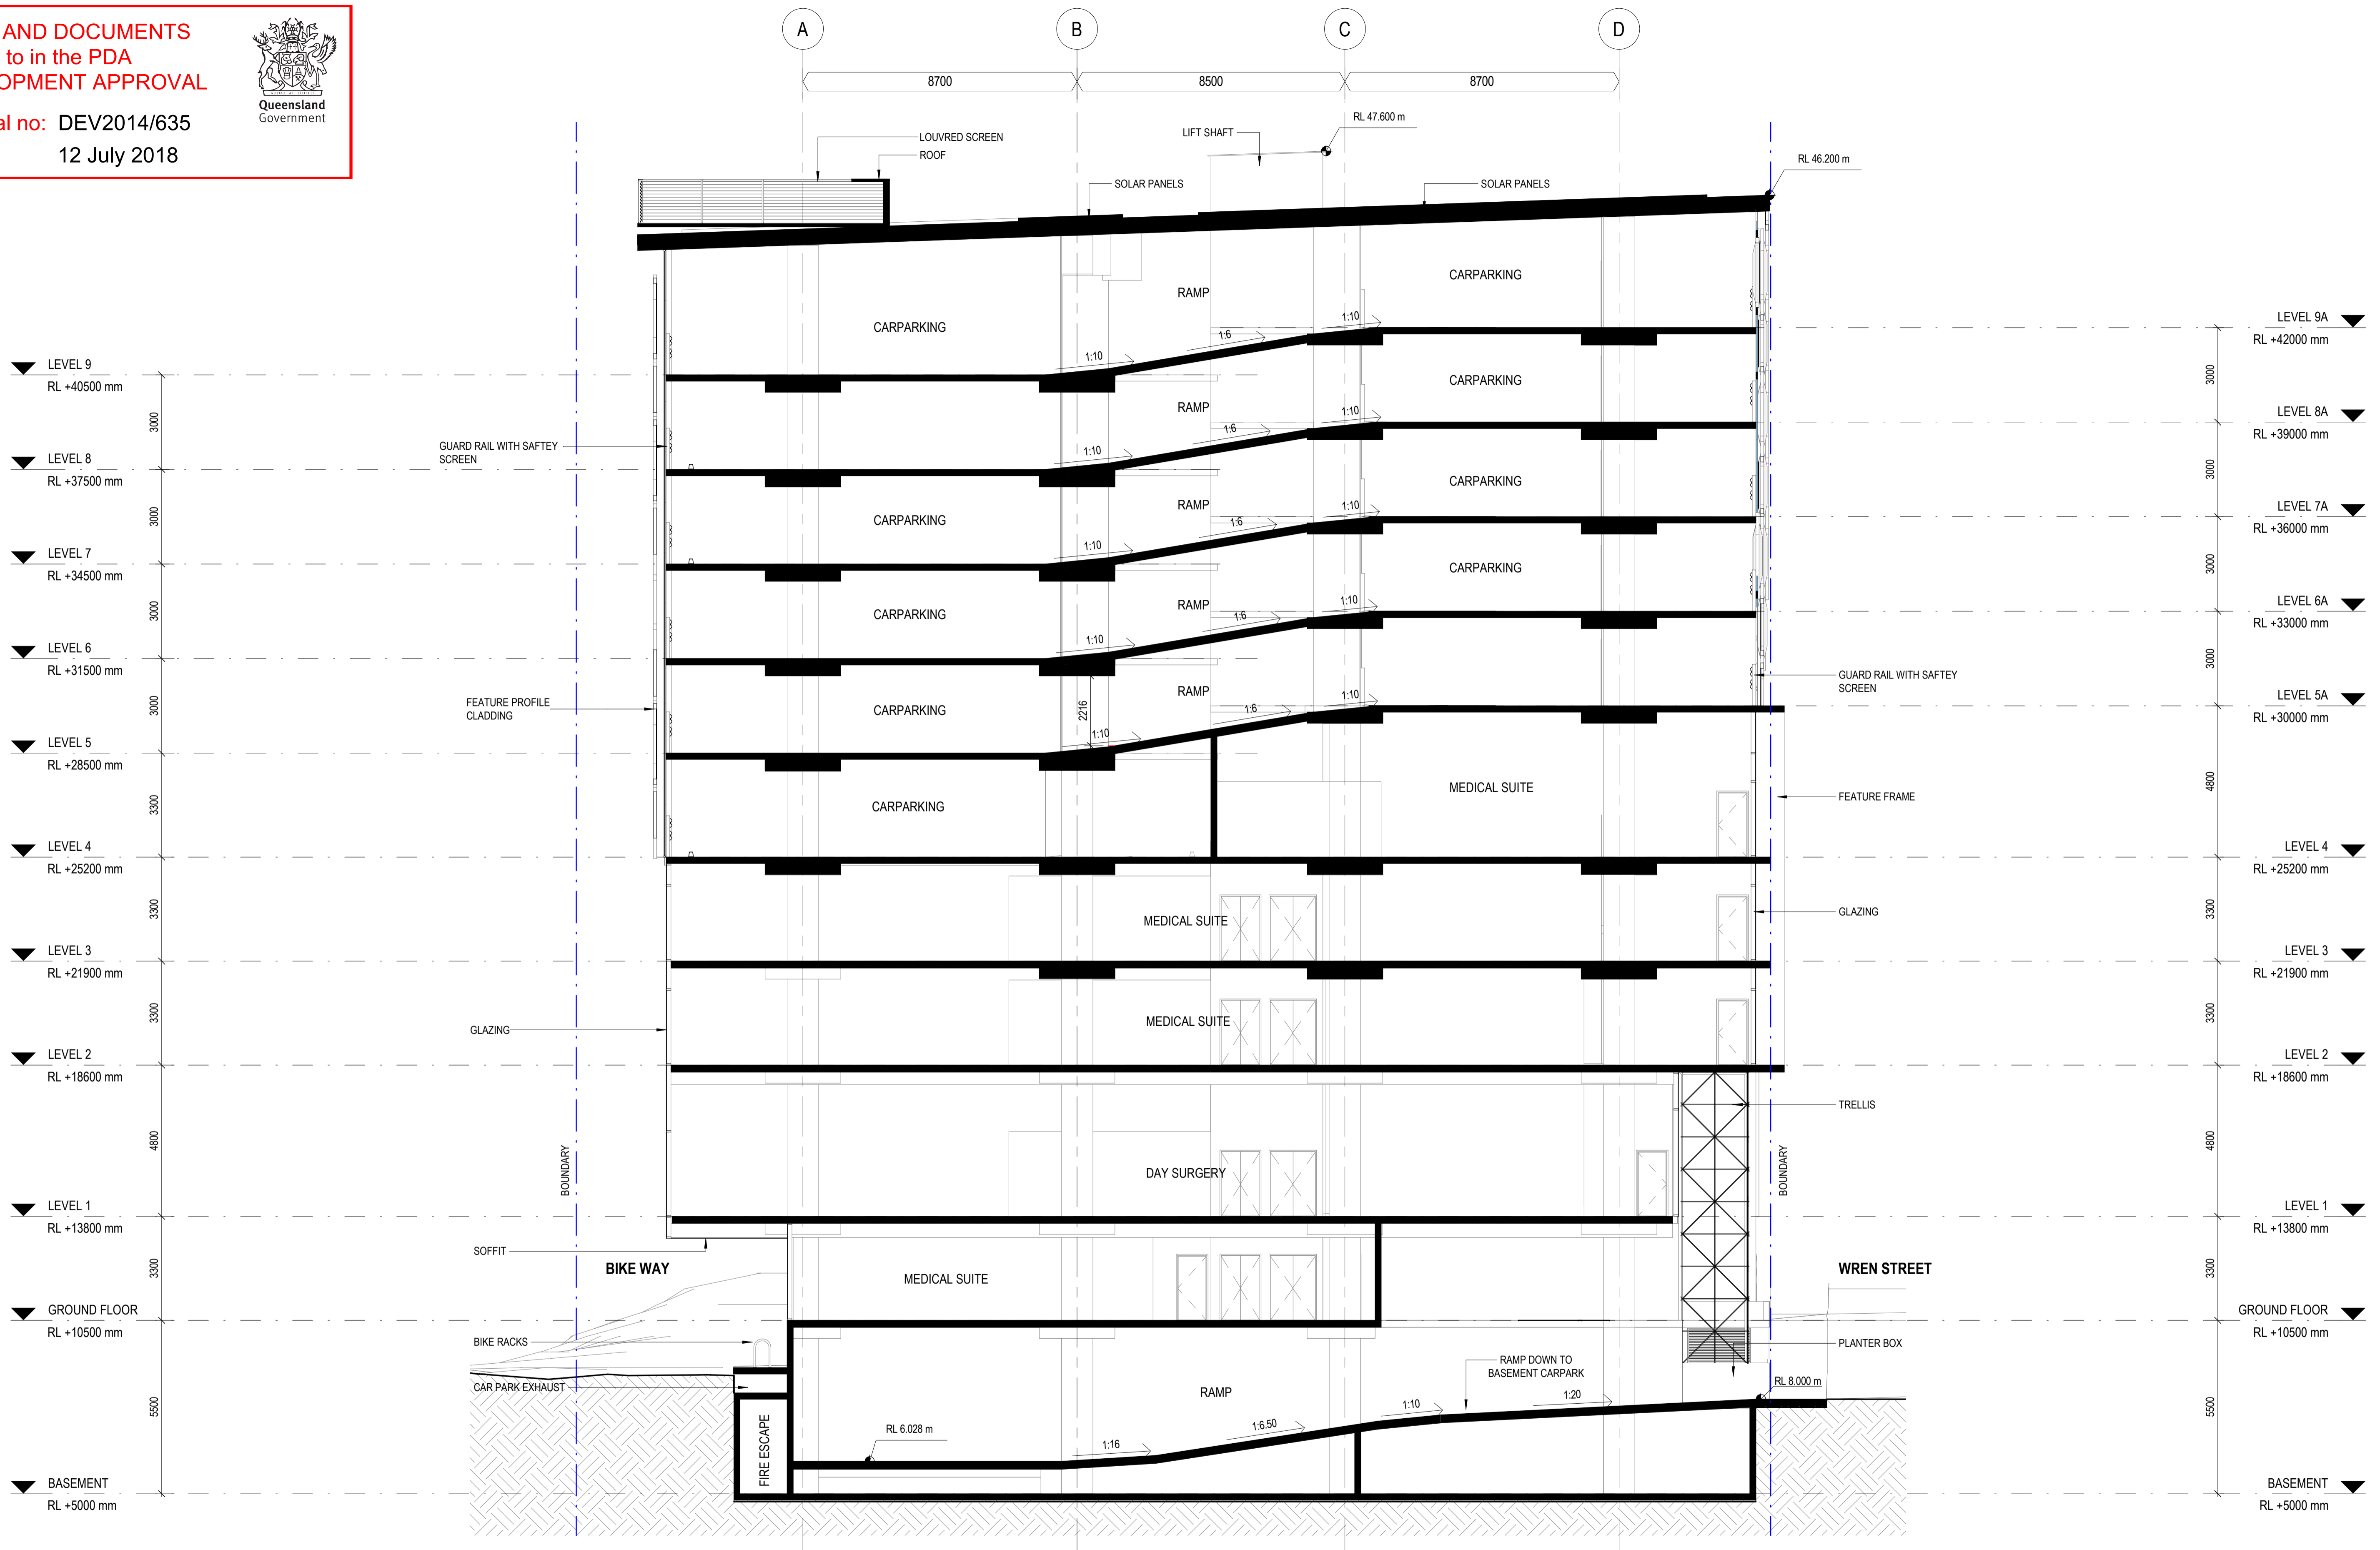 AND DOCUMENTS
to in the PDA
OPMENT APPROVAL
al no: DEV2014/635
12 July 2018
Queensland
Government
A
B
C
D
8700
8500
8700
LOUVRED SCREEN
ROOF
LIFT SHAFT
RL 47.600 m
RL 46.200 m
SOLAR PANELS
SOLAR PANELS
CARPARKING
RAMP
CARPARKING
1:10
1:6
1:10
LEVEL 9A
RL +42000 mm
LEVEL 9
RL +40500 mm
3000
3000
CARPARKING
RAMP
1:10
1:6
1:10
LEVEL 8A
RL +39000 mm
GUARD RAIL WITH SAFTEY
SCREEN
LEVEL 8
RL +37500 mm
3000
3000
CARPARKING
RAMP
CARPARKING
1:10
1:6
1:10
LEVEL 7A
RL +36000 mm
LEVEL 7
RL +34500 mm
3000
3000
CARPARKING
RAMP
CARPARKING
1:10
1:6
1:10
LEVEL 6A
RL +33000 mm
LEVEL 6
RL +31500 mm
3000
3000
GUARD RAIL WITH SAFTEY
SCREEN
FEATURE PROFILE
CLADDING
CARPARKING
2216
RAMP
1:10
1:6
1:10
LEVEL 5A
RL +30000 mm
LEVEL 5
RL +28500 mm
3300
4800
CARPARKING
MEDICAL SUITE
FEATURE FRAME
LEVEL 4
RL +25200 mm
LEVEL 4
RL +25200 mm
3300
3300
MEDICAL SUITE
GLAZING
LEVEL 3
RL +21900 mm
LEVEL 3
RL +21900 mm
3300
3300
GLAZING
MEDICAL SUITE
LEVEL 2
RL +18600 mm
LEVEL 2
RL +18600 mm
4800
4800
TRELLIS
BOUNDARY
BOUNDARY
DAY SURGERY
LEVEL 1
RL +13800 mm
LEVEL 1
RL +13800 mm
3300
3300
SOFFIT
BIKE WAY
MEDICAL SUITE
WREN STREET
GROUND FLOOR
RL +10500 mm
GROUND FLOOR
RL +10500 mm
5500
5500
BIKE RACKS
PLANTER BOX
CAR PARK EXHAUST
RAMP DOWN TO
BASEMENT CARPARK
RAMP
RL 8.000 m
1:20
1:10
1:6.50
1:16
RL 6.028 m
FIRE ESCAPE
BASEMENT
RL +5000 mm
BASEMENT
RL +5000 mm